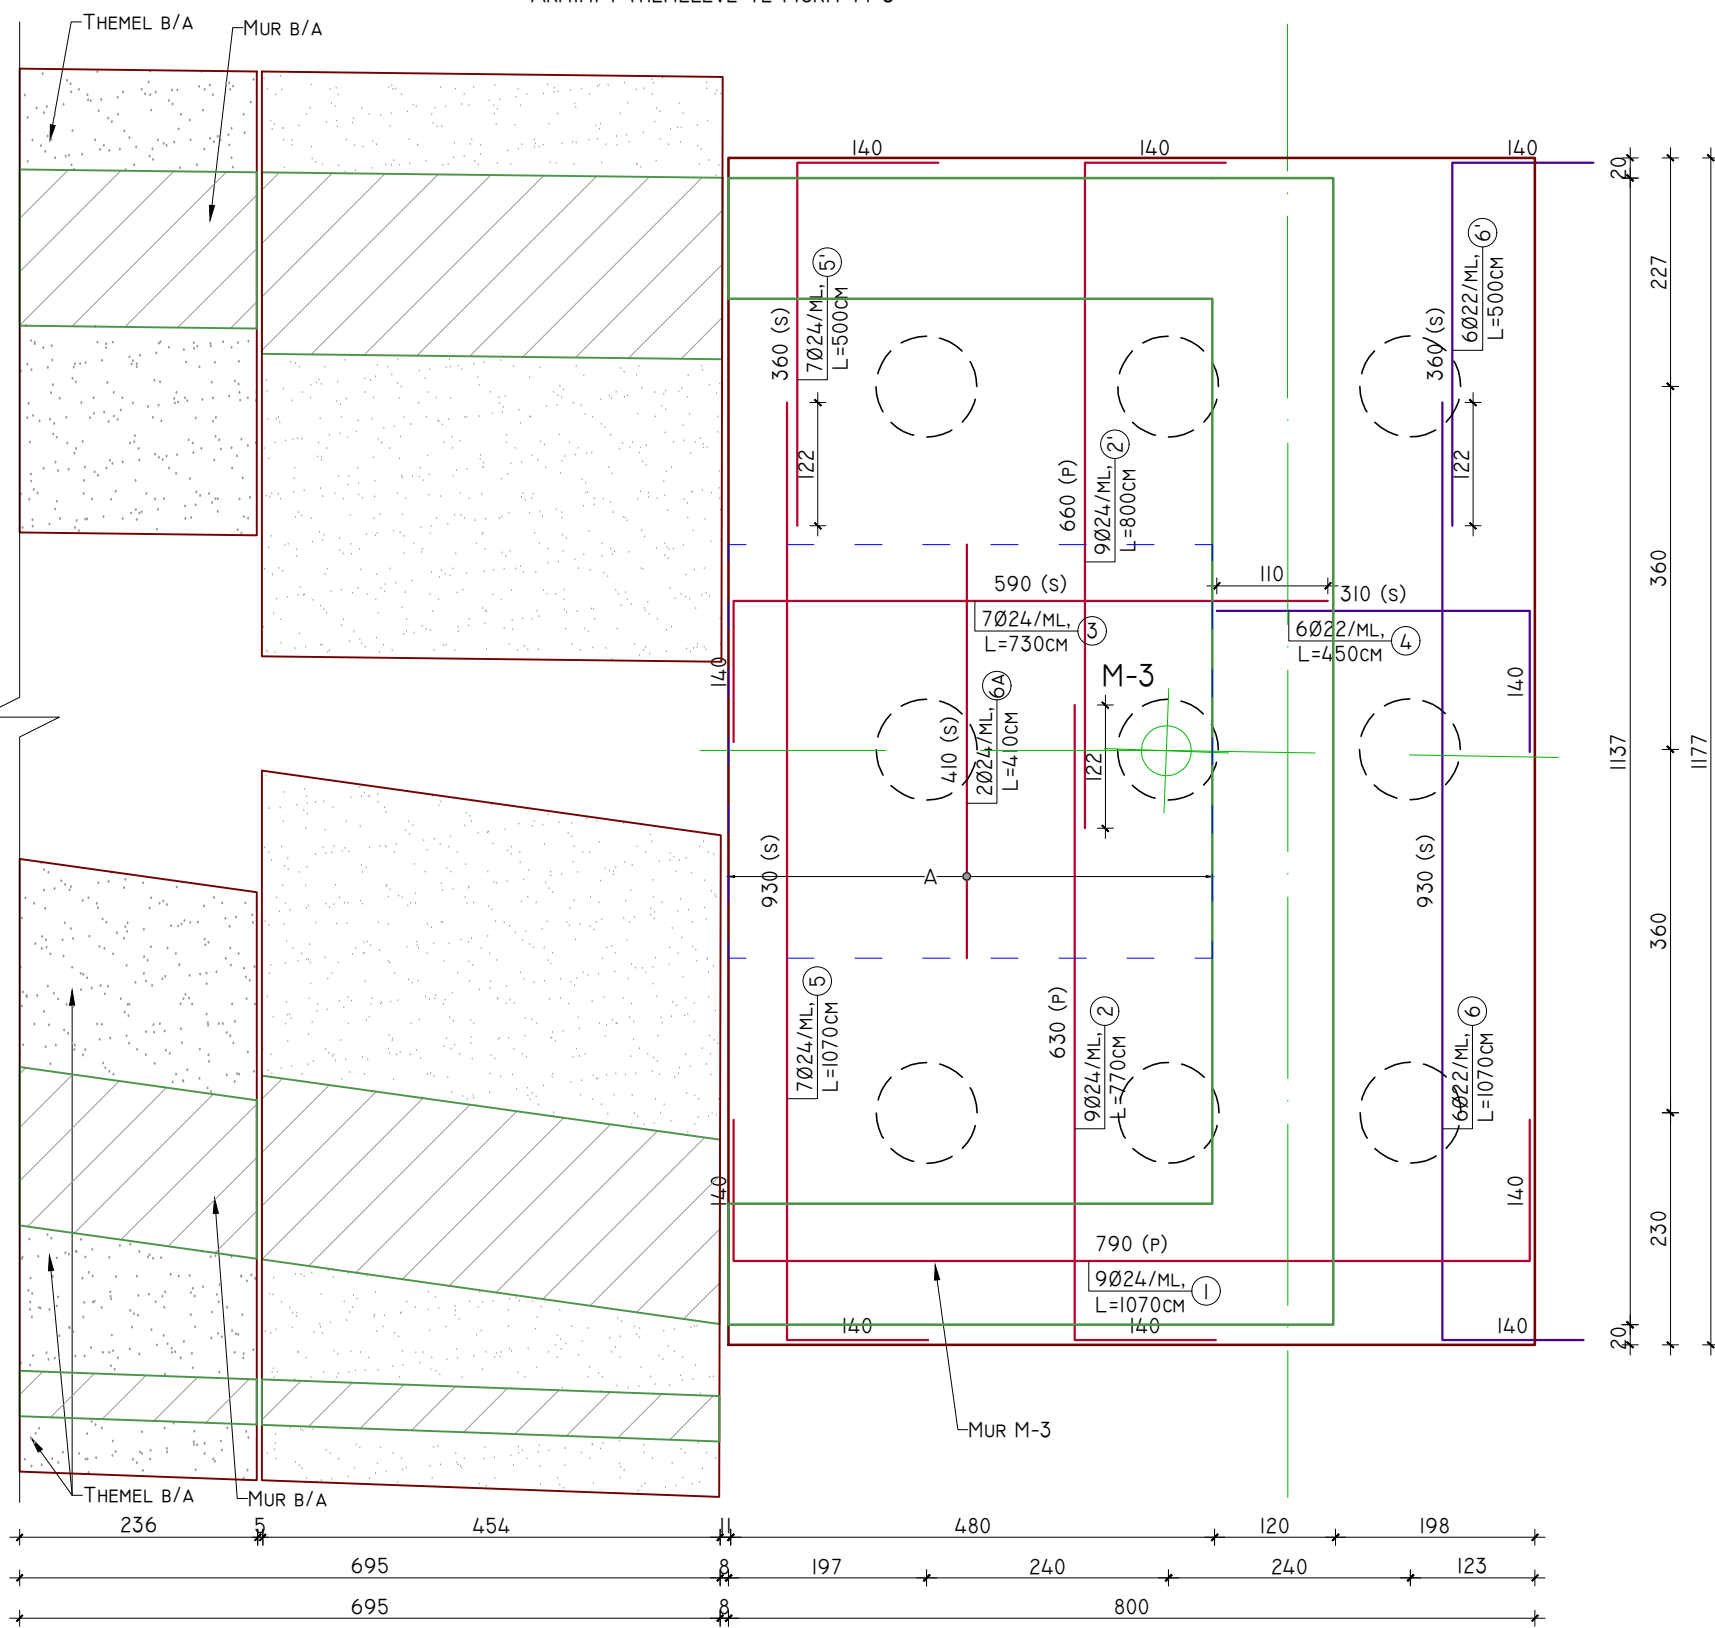 THEMEL B/A
MUR B/A
140
140
140
20
227
360
360
230
20
1137
1177
360 (S)
7Ø24/ML,
L=500CM
5'
122
660 (P)
9Ø24/ML,
L=800CM
2'
360 (S)
6Ø22/ML,
L=500CM
6'
122
590 (S)
7Ø24/ML,
L=730CM
3
110
310 (S)
6Ø22/ML,
L=450CM
4
140
140
M-3
410 (S)
2Ø24/ML,
L=410CM
6A
122
A
930 (S)
7Ø24/ML,
L=1070CM
5
630 (P)
9Ø24/ML,
L=770CM
2
930 (S)
6Ø22/ML,
L=1070CM
6
140
140
790 (P)
9Ø24/ML,
L=1070CM
1
140
140
140
MUR M-3
THEMEL B/A
MUR B/A
236
5
454
11
480
120
198
695
8
197
240
240
123
695
8
800